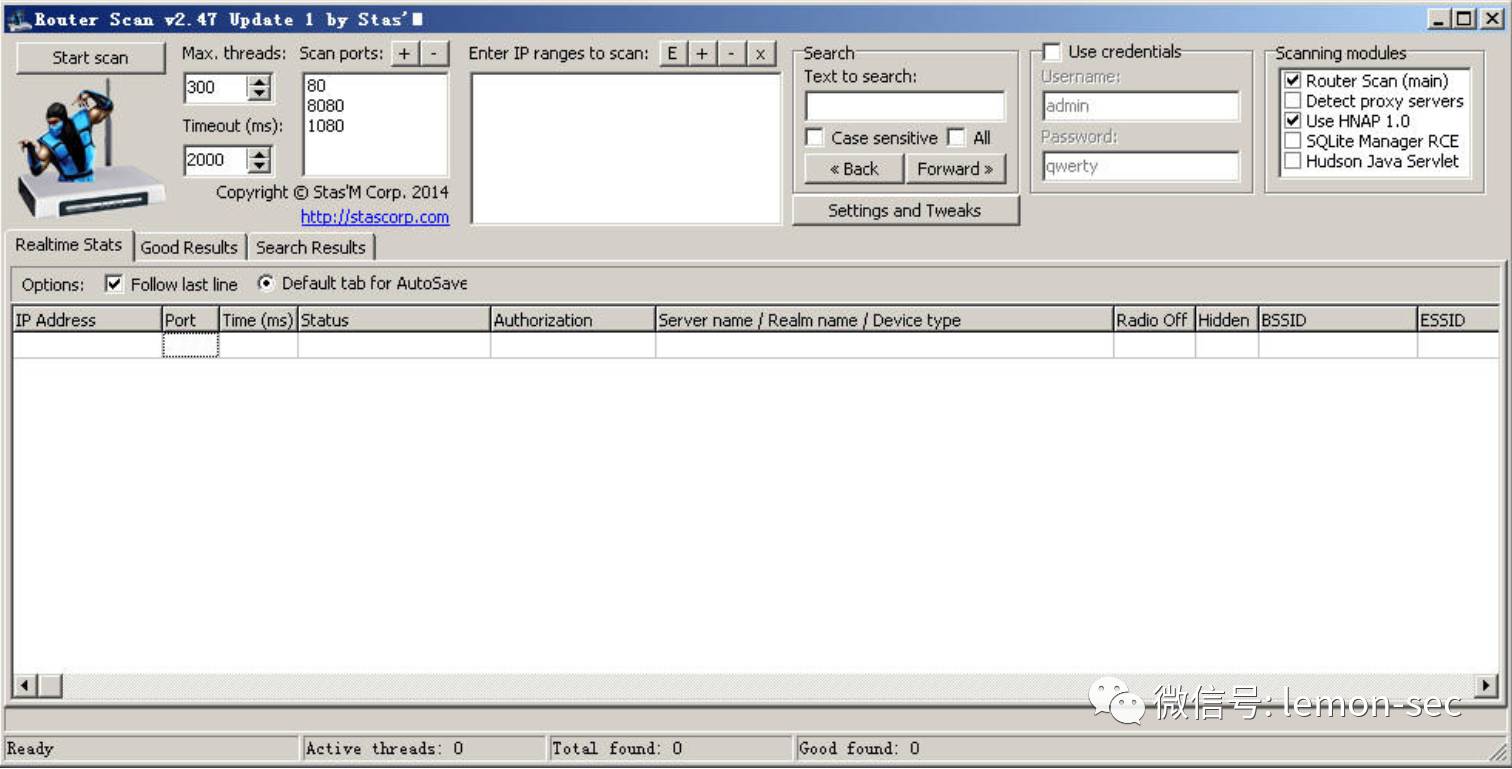 Router Scan v2.47 Update 1 by Stas'
Start scan
Max. threads:
300
Timeout (ms):
2000
Scan ports: + -
80
8080
1080
Copyright © Stas'M Corp. 2014
http://stascorp.com
Enter IP ranges to scan: E + - x
Search
Text to search:
Case sensitive All
« Back Forward »
Settings and Tweaks
Use credentials
Username:
admin
Password:
qwerty
Scanning modules
Router Scan (main)
Detect proxy servers
Use HNAP 1.0
SQLite Manager RCE
Hudson Java Servlet
Realtime Stats Good Results Search Results
Options: Follow last line Default tab for AutoSave
IP Address Port Time (ms) Status Authorization Server name / Realm name / Device type Radio Off Hidden BSSID ESSID
微信号: lemon-sec
Ready Active threads: 0 Total found: 0 Good found: 0